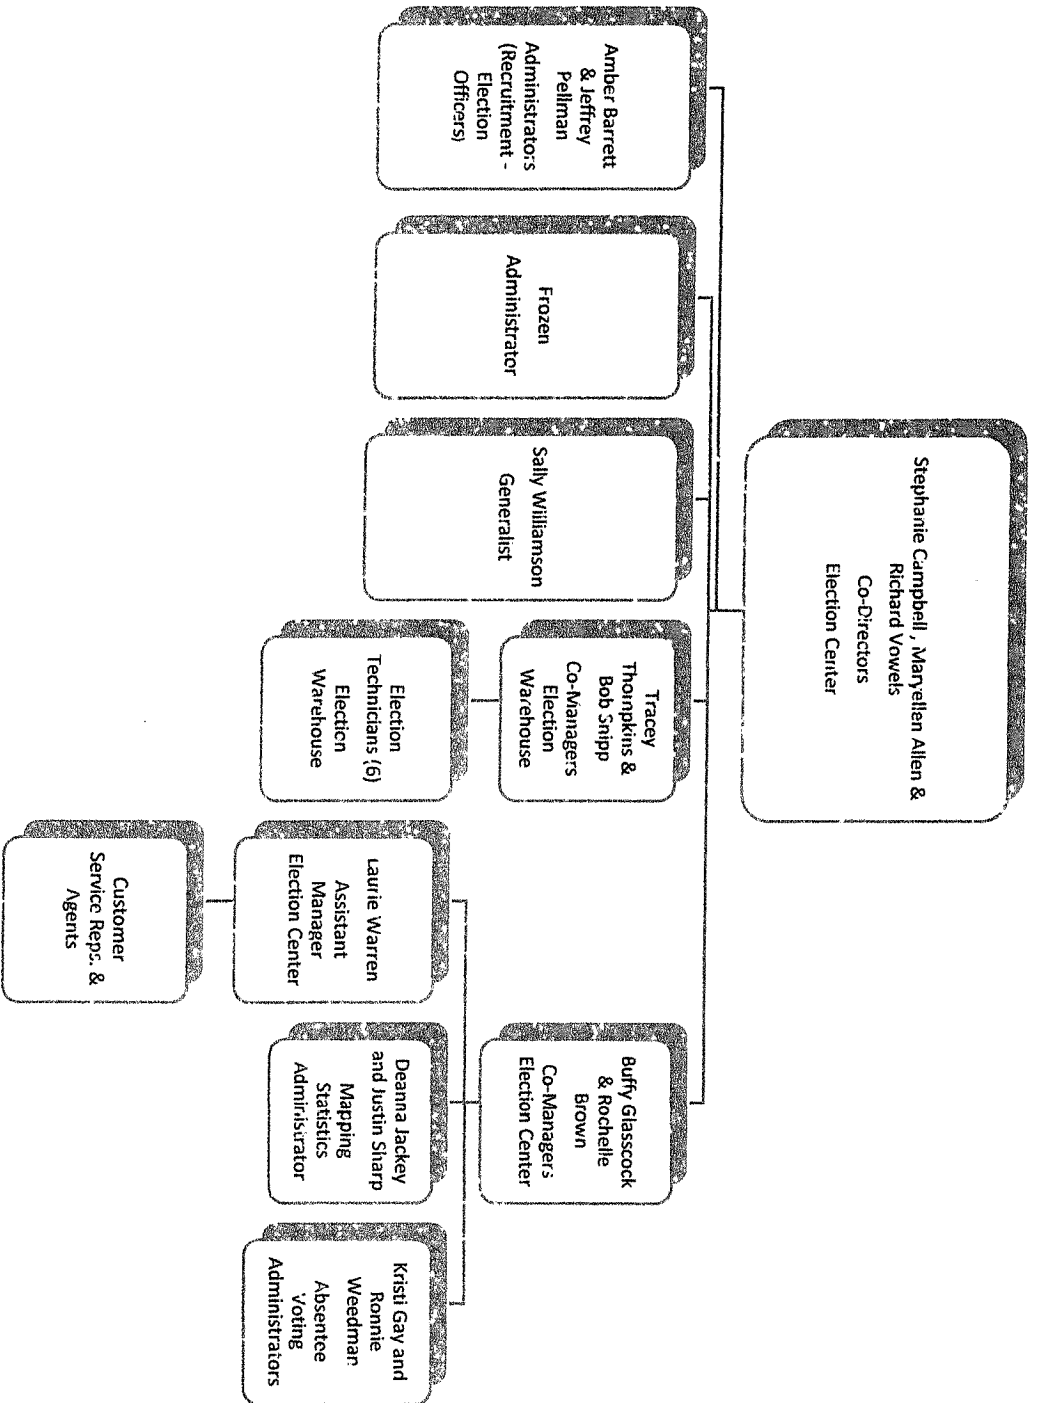 Stephanie Campbell , Maryellen Allen &
Richard Vowels
Co-Directors
Election Center
Amber Barrett
& Jeffrey
Pellman
Administrators
(Recruitment -
Election
Officers)
Frozen
Administrator
Sally Williamson
Generalist
Tracey
Thompkins &
Bob Snipp
Co-Managers
Election
Warehouse
Buffy Glasscock
& Rochelle
Brown
Co-Managers
Election Center
Election
Technicians (6)
Election
Warehouse
Laurie Warren
Assistant
Manager
Election Center
Deanna Jackey
and Justin Sharp
Mapping
Statistics
Administrator
Kristi Gay and
Ronnie
Weedman
Absentee
Voting
Administrators
Customer
Service Reps. &
Agents